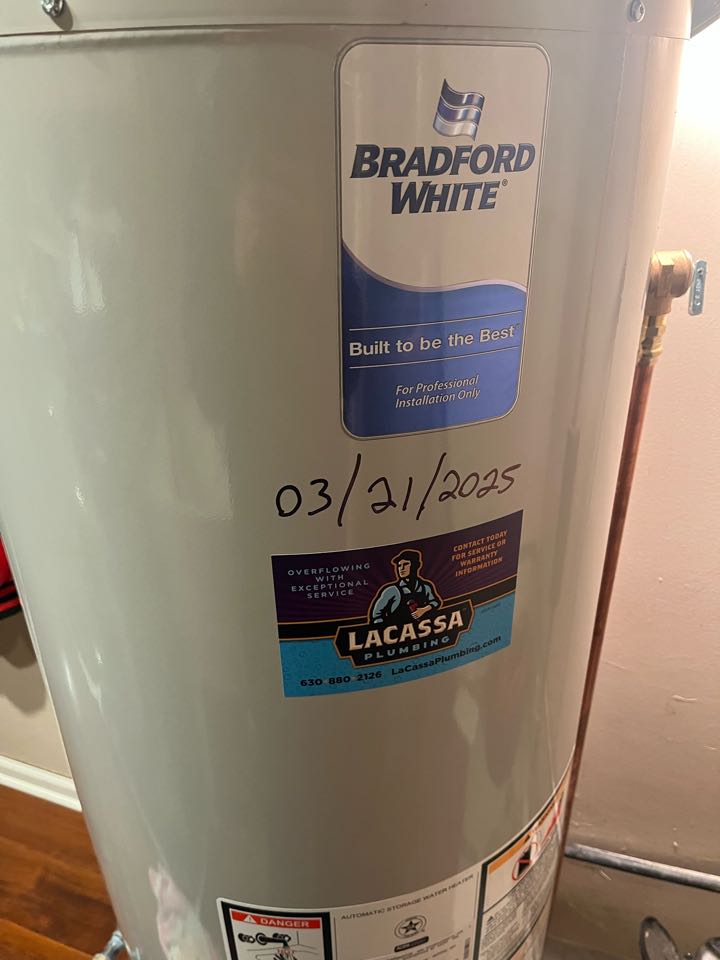 BRADFORD
WHITE®
Built to be the Best
For Professional
Installation Only
03/21/2025
OVERFLOWING
WITH
EXCEPTIONAL
SERVICE
CONTACT TODAY
FOR SERVICE OR
WARRANTY
INFORMATION
LACASSA
PLUMBING
630-880-2126 LaCassaPlumbing.com
DANGER
AUTOMATIC STORAGE WATER HEATER